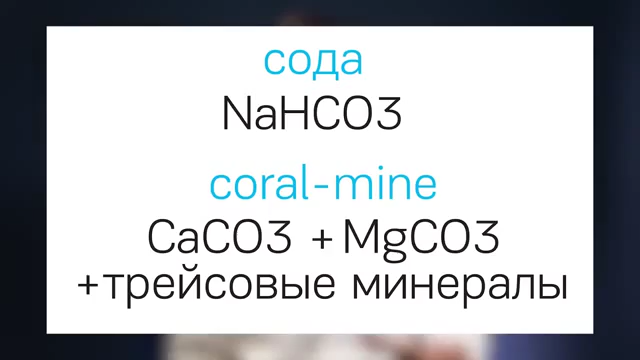 сода
NaHCO3
coral-mine
CaCO3 + MgCO3
+трейсовые минералы